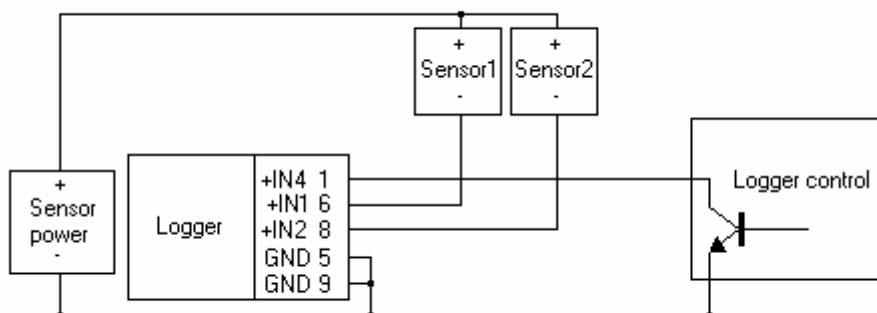 + +
Sensor1 Sensor2
- -
+
Sensor
power
-
Logger
+IN4 1
+IN1 6
+IN2 8
GND 5
GND 9
Logger control